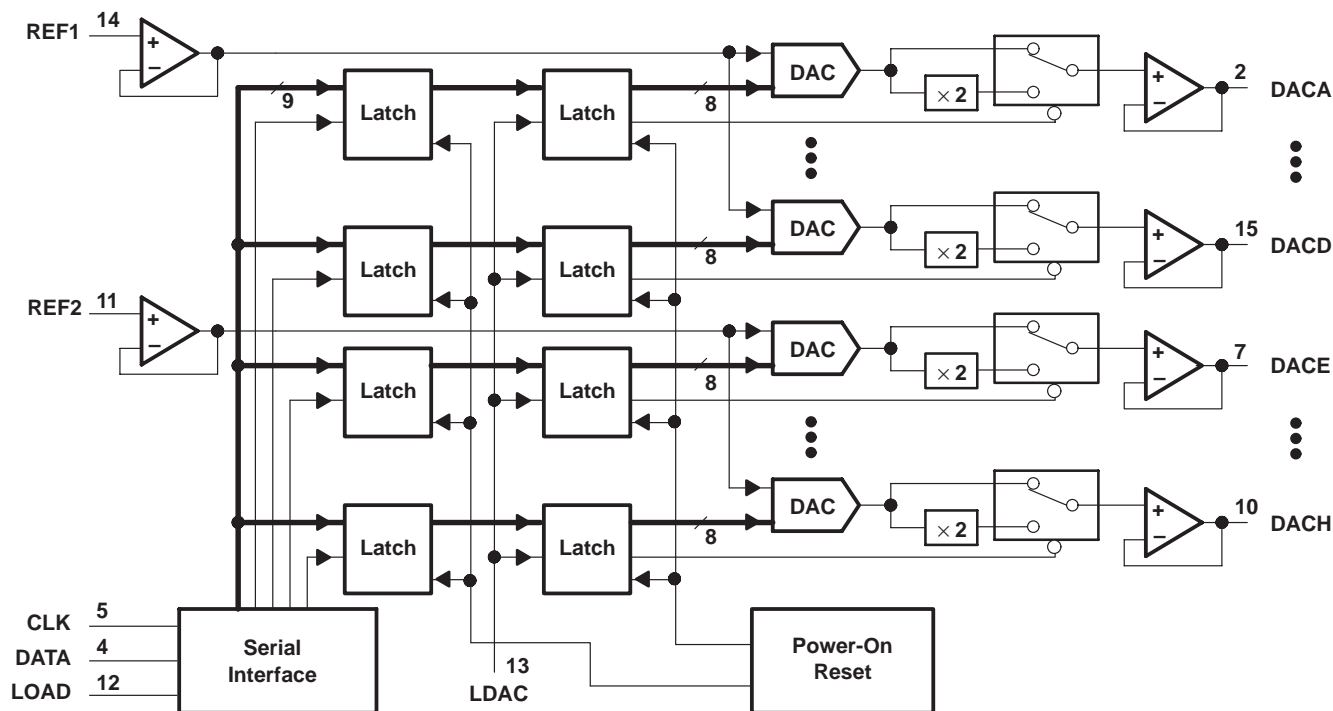 REF1 14
+
−
DAC
× 2
+
−
2 DACA
9
Latch
Latch
8
DAC
× 2
+
−
15 DACD
Latch
Latch
8
REF2 11
+
−
DAC
× 2
+
−
7 DACE
Latch
Latch
8
DAC
× 2
+
−
10 DACH
Latch
Latch
8
CLK 5
DATA 4
LOAD 12
Serial
Interface
13
LDAC
Power-On
Reset